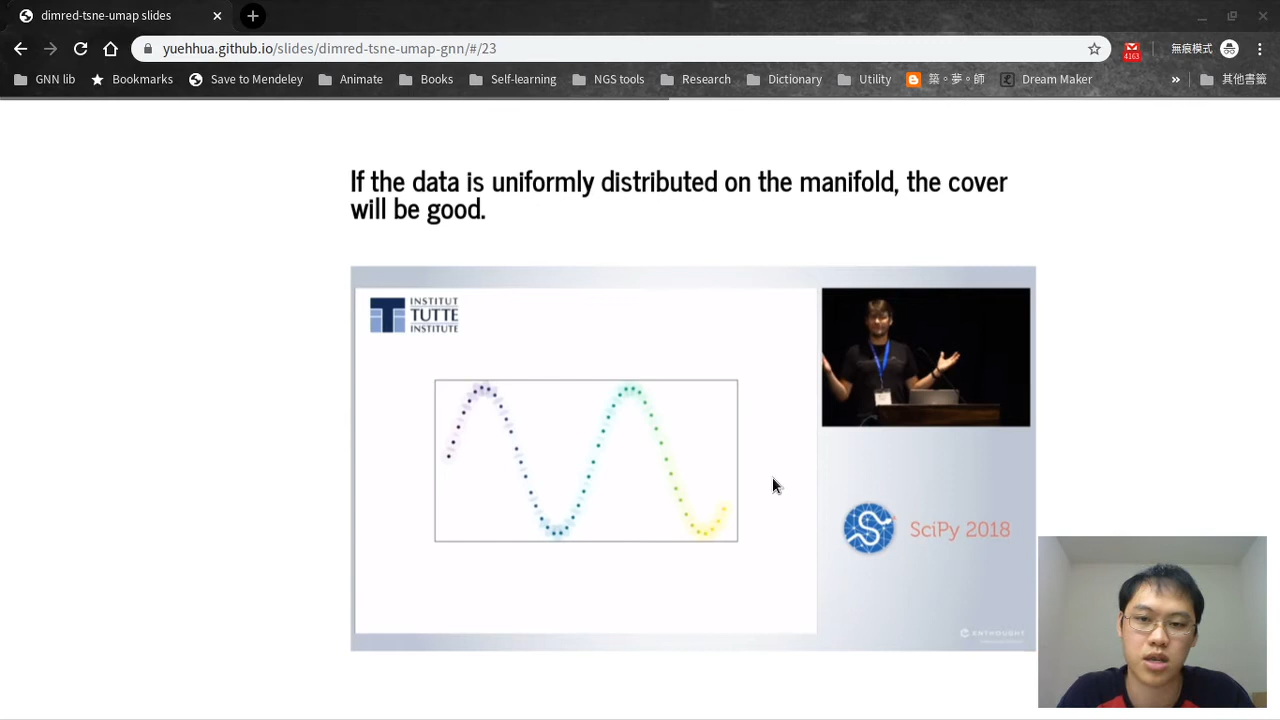 dimred-tsne-umap slides
yuehhua.github.io/slides/dimred-tsne-umap-gnn/#/23
4163
無痕模式
GNN lib
Bookmarks
Save to Mendeley
Animate
Books
Self-learning
NGS tools
Research
Dictionary
Utility
築。夢。師
Dream Maker
»
其他書籤
If the data is uniformly distributed on the manifold, the cover
will be good.
INSTITUT
TUTTE
INSTITUTE
SciPy 2018
ENTHOUGHT